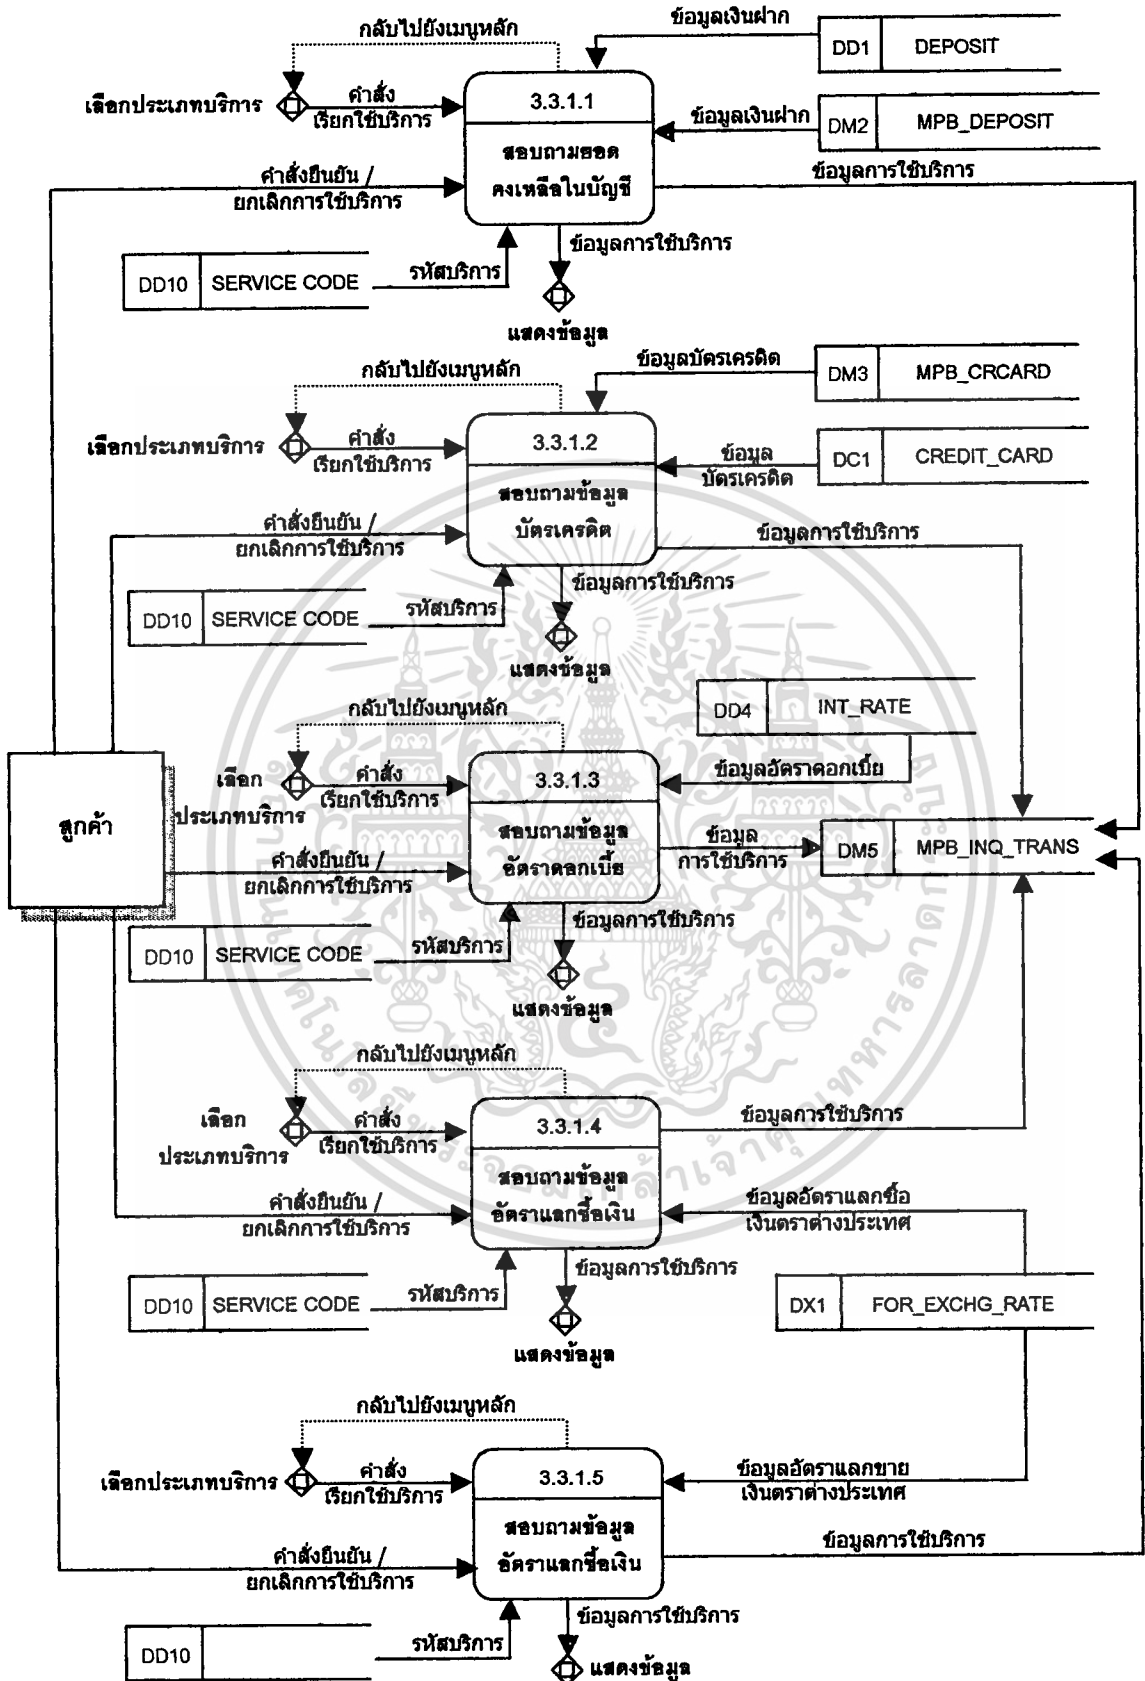 กลับไปยังเมนูหลัก
ข้อมูลเงินฝาก
DD1 DEPOSIT
เลือกประเภทบริการ
คำสั่ง
เรียกใช้บริการ
3.3.1.1
สอบถามยอด
คงเหลือในบัญชี
ข้อมูลเงินฝาก
DM2 MPB_DEPOSIT
คำสั่งยืนยัน /
ยกเลิกการใช้บริการ
ข้อมูลการใช้บริการ
DD10 SERVICE CODE
รหัสบริการ
ข้อมูลการใช้บริการ
แสดงข้อมูล
กลับไปยังเมนูหลัก
ข้อมูลบัตรเครดิต
DM3 MPB_CRCARD
เลือกประเภทบริการ
คำสั่ง
เรียกใช้บริการ
3.3.1.2
สอบถามข้อมูล
บัตรเครดิต
ข้อมูล
บัตรเครดิต
DC1 CREDIT_CARD
คำสั่งยืนยัน /
ยกเลิกการใช้บริการ
ข้อมูลการใช้บริการ
DD10 SERVICE CODE
รหัสบริการ
ข้อมูลการใช้บริการ
แสดงข้อมูล
กลับไปยังเมนูหลัก
DD4 INT_RATE
ลูกค้า
เลือก
ประเภทบริการ
คำสั่ง
เรียกใช้บริการ
3.3.1.3
สอบถามข้อมูล
อัตราดอกเบี้ย
ข้อมูลอัตราดอกเบี้ย
ข้อมูล
การใช้บริการ
DM5 MPB_INQ_TRANS
คำสั่งยืนยัน /
ยกเลิกการใช้บริการ
DD10 SERVICE CODE
รหัสบริการ
ข้อมูลการใช้บริการ
แสดงข้อมูล
กลับไปยังเมนูหลัก
เลือก
ประเภทบริการ
คำสั่ง
เรียกใช้บริการ
3.3.1.4
สอบถามข้อมูล
อัตราแลกซื้อเงิน
ข้อมูลการใช้บริการ
คำสั่งยืนยัน /
ยกเลิกการใช้บริการ
ข้อมูลอัตราแลกซื้อ
เงินตราต่างประเทศ
DD10 SERVICE CODE
รหัสบริการ
ข้อมูลการใช้บริการ
แสดงข้อมูล
DX1 FOR_EXCHG_RATE
กลับไปยังเมนูหลัก
เลือกประเภทบริการ
คำสั่ง
เรียกใช้บริการ
3.3.1.5
สอบถามข้อมูล
อัตราแลกซื้อเงิน
ข้อมูลอัตราแลกขาย
เงินตราต่างประเทศ
คำสั่งยืนยัน /
ยกเลิกการใช้บริการ
ข้อมูลการใช้บริการ
DD10
รหัสบริการ
ข้อมูลการใช้บริการ
แสดงข้อมูล